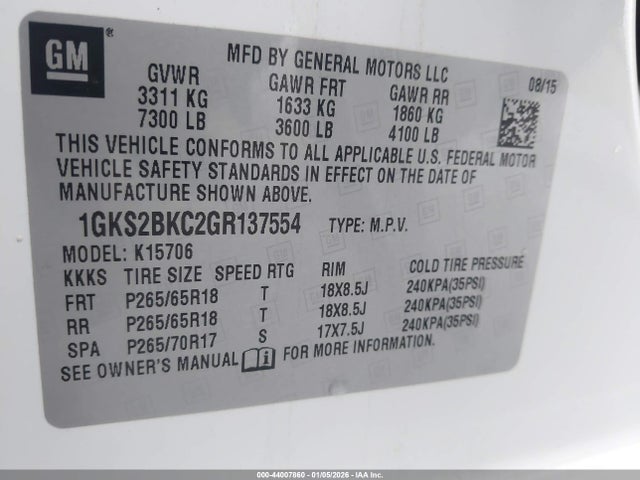 GM ®
MFD BY GENERAL MOTORS LLC
08/15
GVWR GAWR FRT GAWR RR
3311 KG 1633 KG 1860 KG
7300 LB 3600 LB 4100 LB
THIS VEHICLE CONFORMS TO ALL APPLICABLE U.S. FEDERAL MOTOR
VEHICLE SAFETY STANDARDS IN EFFECT ON THE DATE OF
MANUFACTURE SHOWN ABOVE.
1GKS2BKC2GR137554 TYPE: M.P.V.
MODEL: K15706
KKKS TIRE SIZE SPEED RTG RIM COLD TIRE PRESSURE
FRT P265/65R18 T 18X8.5J 240KPA(35PSI)
RR P265/65R18 T 18X8.5J 240KPA(35PSI)
SPA P265/70R17 S 17X7.5J 240KPA(35PSI)
SEE OWNER'S MANUAL FOR MORE INFORMATION.
000-44007860 - 01/05/2026 - IAAI, Inc.